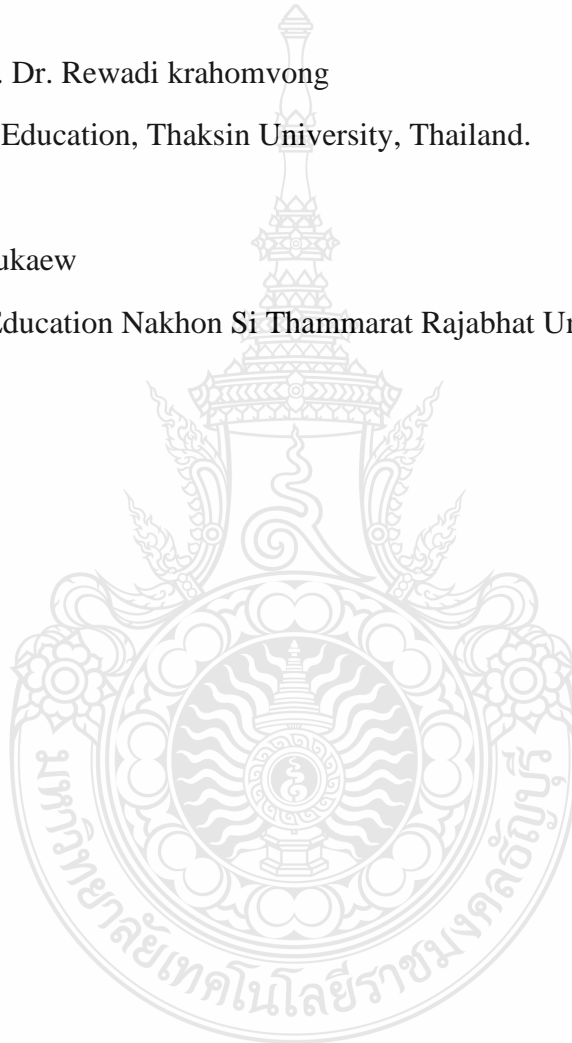 . Dr. Rewadi krahomvong
Education, Thaksin University, Thailand.
ukaew
Education Nakhon Si Thammarat Rajabhat Un
มหาวิทยาลัยเทคโนโลยีราชมงคลธัญบุรี